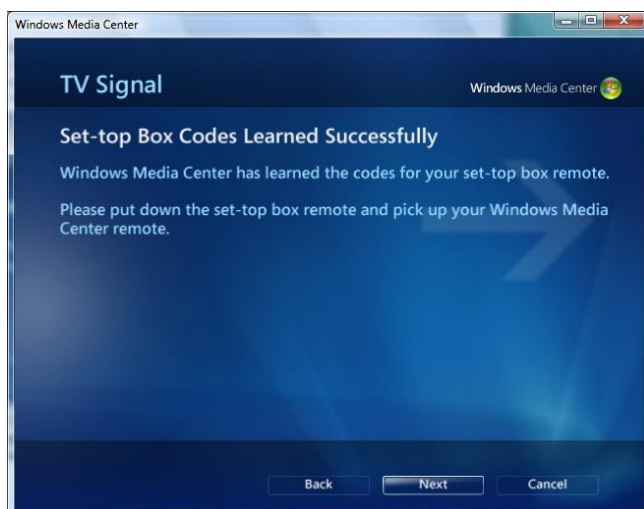 Windows Media Center
TV Signal
Windows Media Center
Set-top Box Codes Learned Successfully
Windows Media Center has learned the codes for your set-top box remote.
Please put down the set-top box remote and pick up your Windows Media
Center remote.
Back Next Cancel